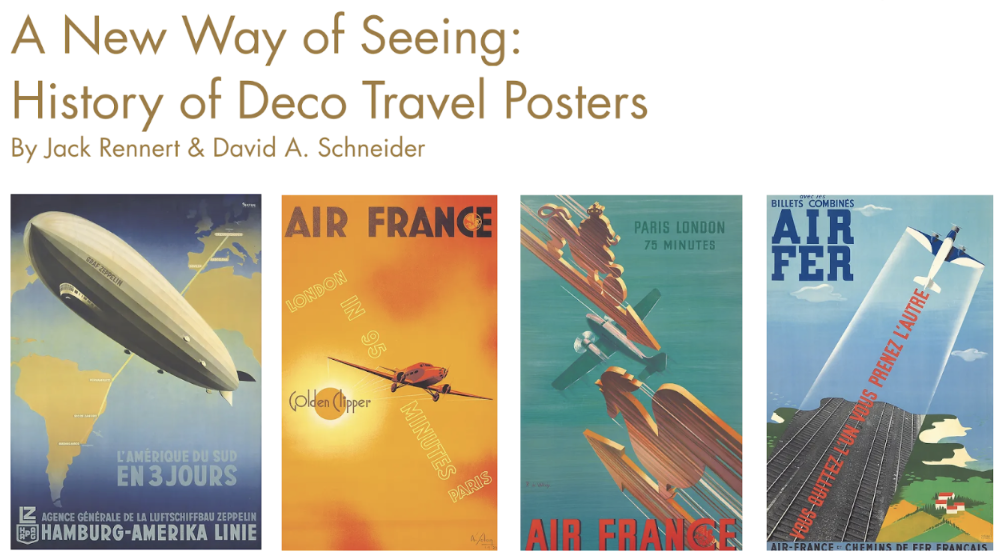 A New Way of Seeing:
History of Deco Travel Posters
By Jack Rennert & David A. Schneider
GRAF ZEPPELIN
L'AMÉRIQUE DU SUD
EN 3 JOURS
LZ
AGENCE GÉNÉRALE DE LA LUFTSCHIFFBAU ZEPPELIN
HAMBURG-AMERIKA LINIE
AIR FRANCE
LONDON
IN 95
MINUTES
PARIS
Golden Clipper
PARIS LONDON
75 MINUTES
AIR FRANCE
BILLETS COMBINÉS
AIR
FER
VOUS QUITTEZ L'UN VOUS PRENEZ L'AUTRE
AIR-FRANCE - CHEMINS DE FER FRANÇAIS